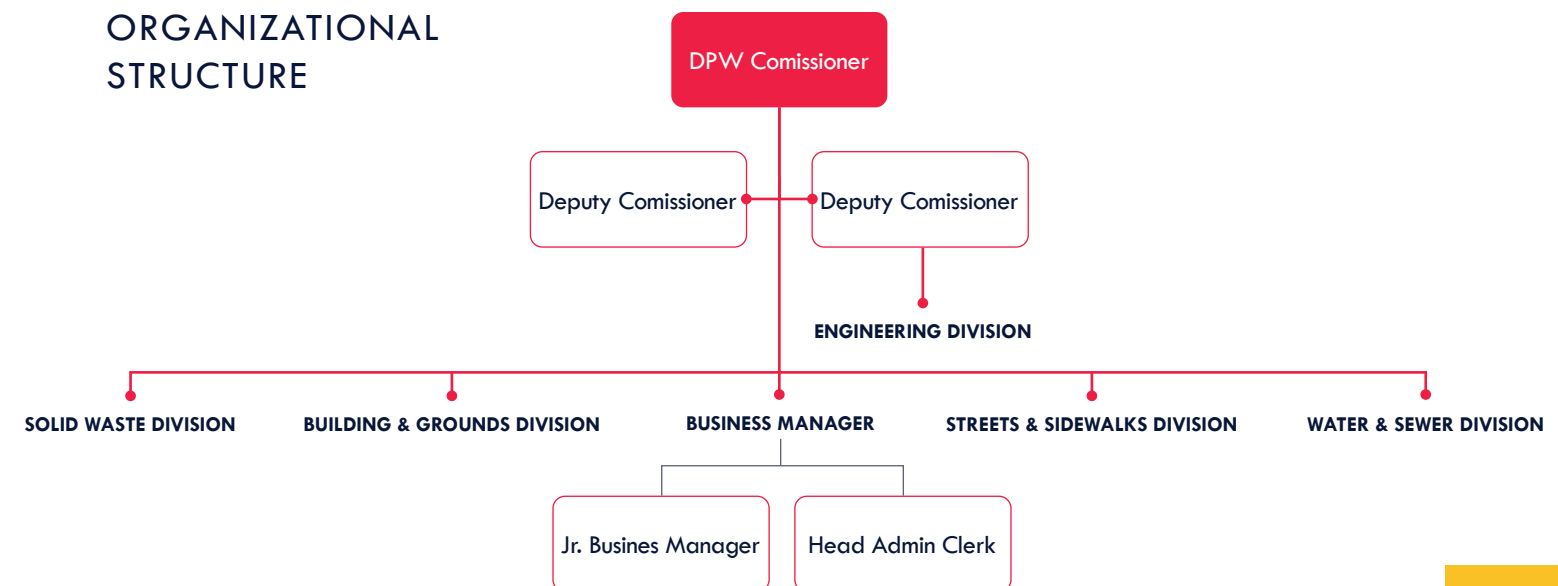 ORGANIZATIONAL
STRUCTURE
DPW Comissioner
Deputy Comissioner
Deputy Comissioner
ENGINEERING DIVISION
SOLID WASTE DIVISION
BUILDING & GROUNDS DIVISION
BUSINESS MANAGER
STREETS & SIDEWALKS DIVISION
WATER & SEWER DIVISION
Jr. Busines Manager
Head Admin Clerk